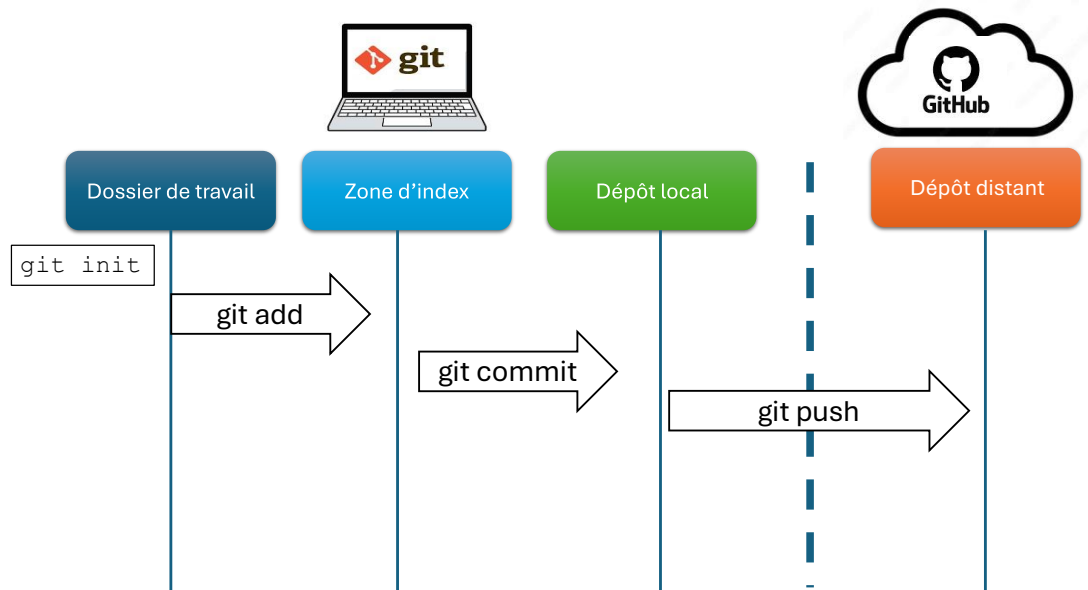 git
GitHub
Dossier de travail
Zone d’index
Dépôt local
Dépôt distant
git init
git add
git commit
git push